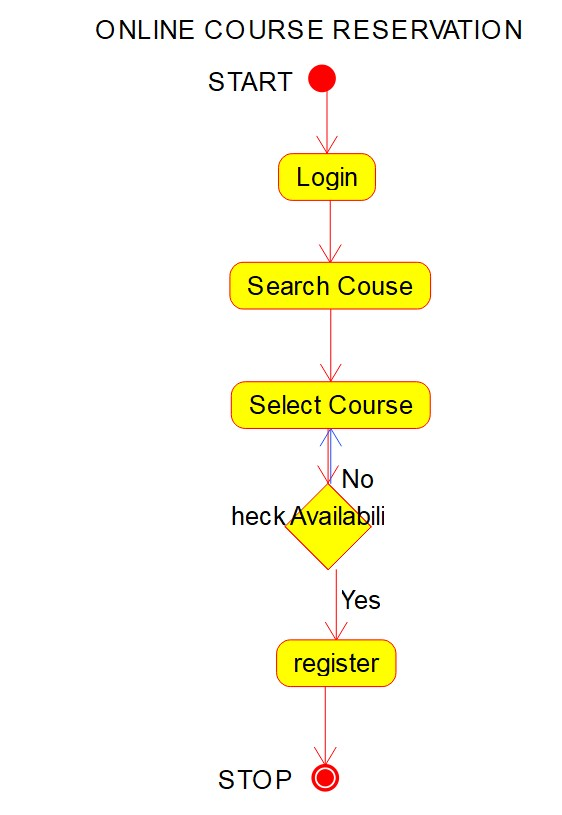 ONLINE COURSE RESERVATION
START
Login
Search Couse
Select Course
No
heck Availabili
Yes
register
STOP